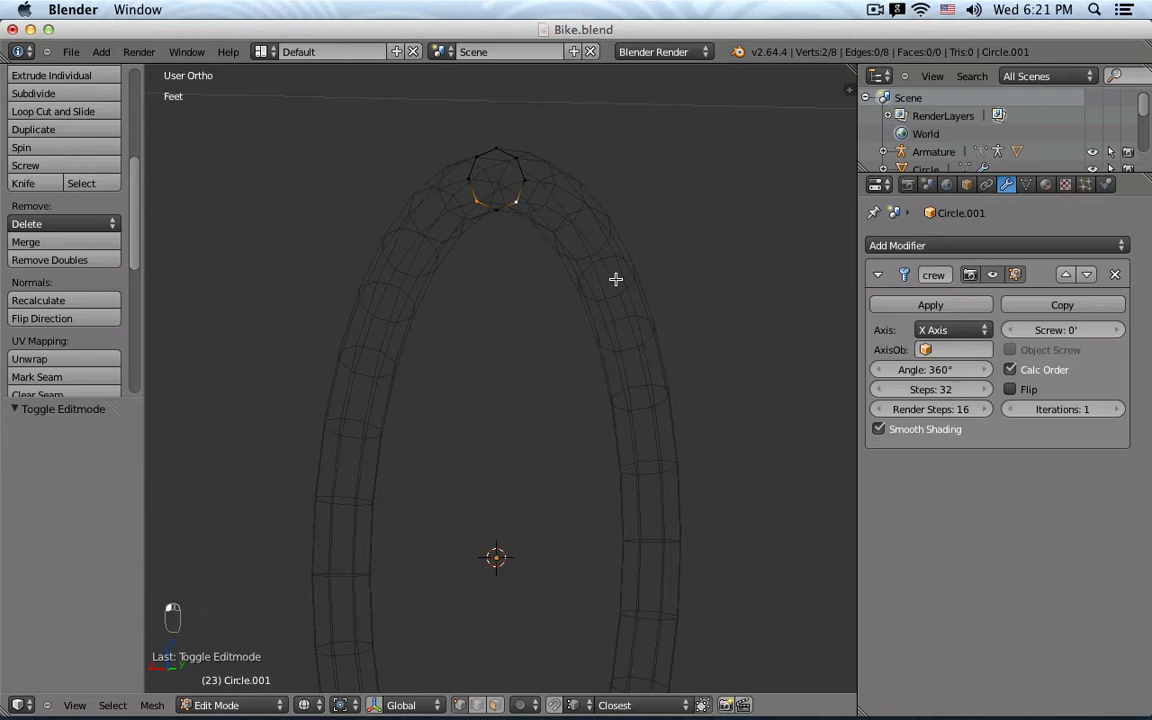 Blender Window Wed 6:21 PM
Bike.blend
File Add Render Window Help Default Scene Blender Render v2.64.4 | Verts:2/8 | Edges:0/8 | Faces:0/0 | Tris:0 | Circle.001
Extrude Individual
Subdivide
Loop Cut and Slide
Duplicate
Spin
Screw
Knife Select
Remove:
Delete
Merge
Remove Doubles
Normals:
Recalculate
Flip Direction
UV Mapping:
Unwrap
Mark Seam
Clear Seam
Toggle Editmode
User Ortho
Feet
Last: Toggle Editmode
(23) Circle.001
View Select Mesh Edit Mode Global Closest
View Search All Scenes
Scene
RenderLayers
World
Armature
Circle
Circle.001
Add Modifier
crew
Apply Copy
Axis: X Axis Screw: 0'
AxisOb: Object Screw
Angle: 360° Calc Order
Steps: 32 Flip
Render Steps: 16 Iterations: 1
Smooth Shading